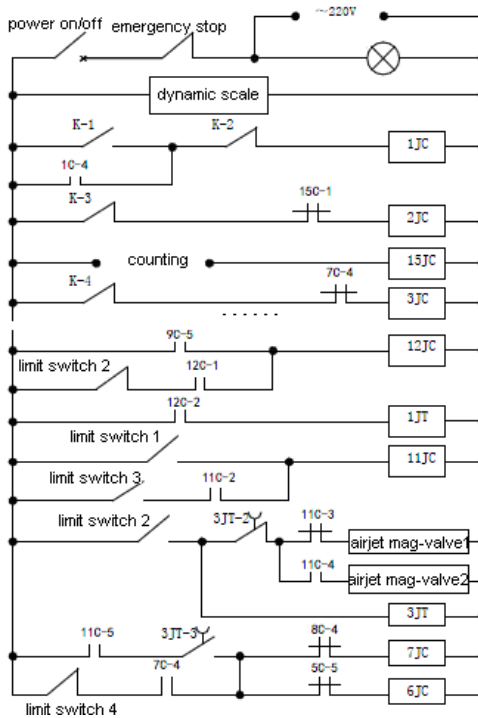 ~220V
power on/off emergency stop
dynamic scale
K-1 K-2
1JC
1C-4
K-3 15C-1
2JC
counting 15JC
K-4 7C-4
3JC
......
9C-5
12JC
limit switch 2 12C-1
12C-2
1JT
limit switch 1
11JC
limit switch 3 11C-2
limit switch 2 3JT-2 11C-3
airjet mag-valve1
11C-4
airjet mag-valve2
3JT
11C-5 3JT-3 8C-4
7JC
7C-4 5C-5
6JC
limit switch 4